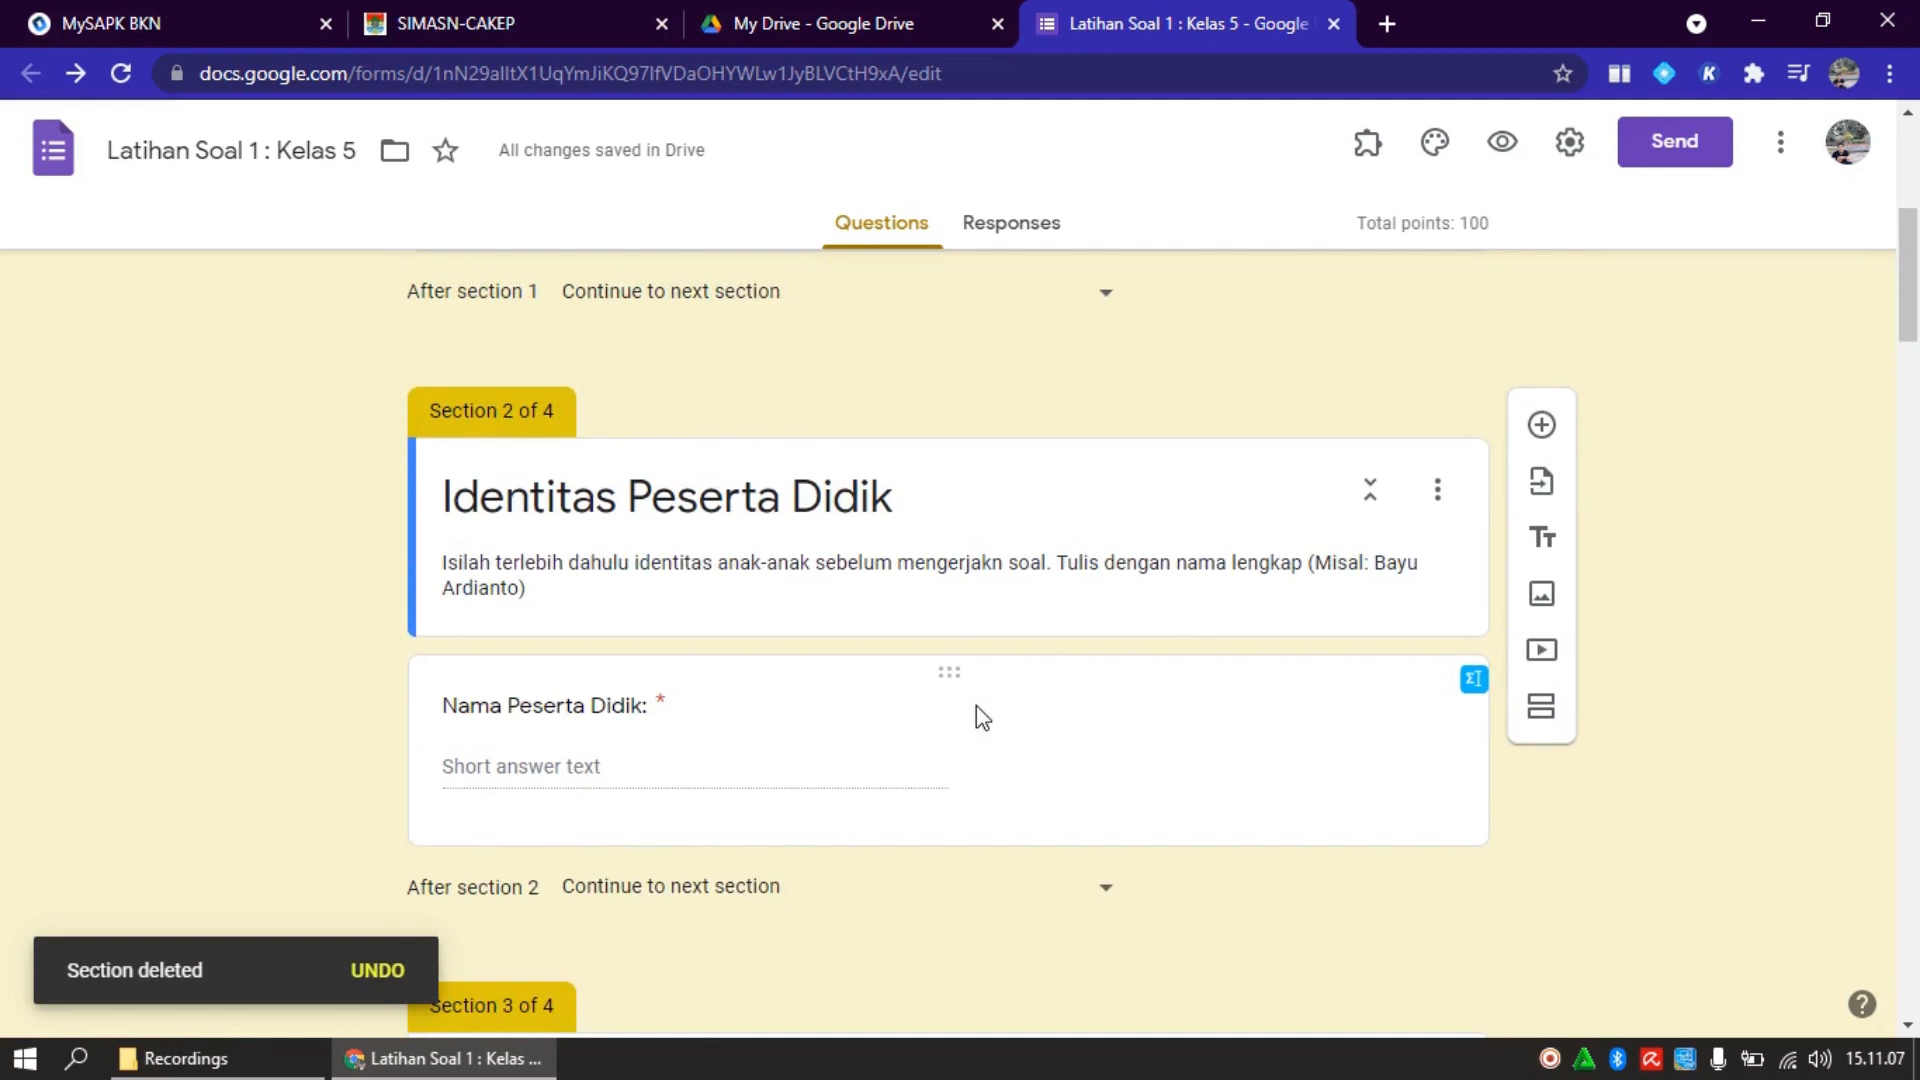 MySAPK BKN
SIMASN-CAKEP
My Drive - Google Drive
Latihan Soal 1 : Kelas 5 - Google
docs.google.com/forms/d/1nN29alItX1UqYmJiKQ97IfVDaOHYWLw1JyBLVCtH9xA/edit
Latihan Soal 1 : Kelas 5
All changes saved in Drive
Send
Questions
Responses
Total points: 100
After section 1 Continue to next section
Section 2 of 4
Identitas Peserta Didik
Isilah terlebih dahulu identitas anak-anak sebelum mengerjakn soal. Tulis dengan nama lengkap (Misal: Bayu
Ardianto)
Nama Peserta Didik: *
Short answer text
After section 2 Continue to next section
Section deleted UNDO
Section 3 of 4
Recordings
Latihan Soal 1 : Kelas ...
15.11.07